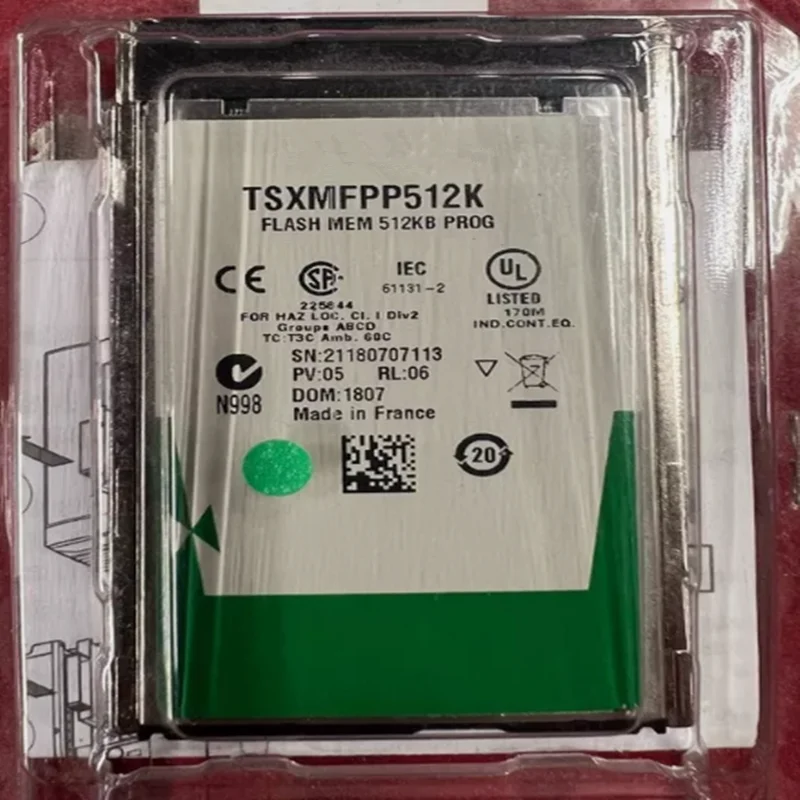 TSXMFPP512K
FLASH MEM 512KB PROG
CE SP IEC 61131-2
UL LISTED
225644
170M
FOR HAZ LOC. CI. I Div2
IND.CONT.EQ.
Groups ABCD
TC:T3C Amb. 60C
SN:21180707113
PV:05 RL:06
N998
DOM:1807
Made in France
20